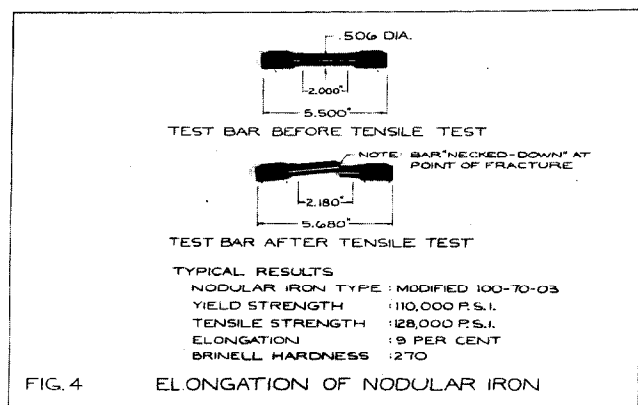 .506 DIA.
2.000"
5.500"
TEST BAR BEFORE TENSILE TEST
NOTE: BAR "NECKED-DOWN" AT
POINT OF FRACTURE
2.180"
5.680"
TEST BAR AFTER TENSILE TEST
TYPICAL RESULTS
NODULAR IRON TYPE : MODIFIED 100-70-03
YIELD STRENGTH : 110,000 P.S.I.
TENSILE STRENGTH : 128,000 P.S.I.
ELONGATION : 9 PER CENT
BRINELL HARDNESS : 270
FIG. 4 ELONGATION OF NODULAR IRON